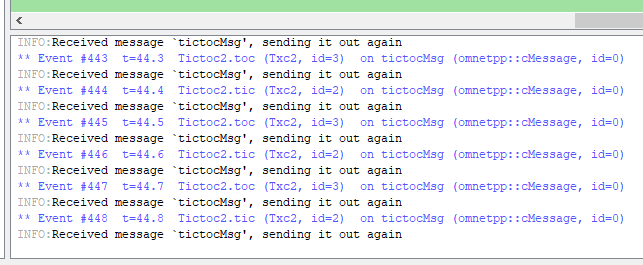 INFO:Received message `tictocMsg', sending it out again
** Event #443  t=44.3  Tictoc2.toc (Txc2, id=3)  on tictocMsg (omnetpp::cMessage, id=0)
INFO:Received message `tictocMsg', sending it out again
** Event #444  t=44.4  Tictoc2.tic (Txc2, id=2)  on tictocMsg (omnetpp::cMessage, id=0)
INFO:Received message `tictocMsg', sending it out again
** Event #445  t=44.5  Tictoc2.toc (Txc2, id=3)  on tictocMsg (omnetpp::cMessage, id=0)
INFO:Received message `tictocMsg', sending it out again
** Event #446  t=44.6  Tictoc2.tic (Txc2, id=2)  on tictocMsg (omnetpp::cMessage, id=0)
INFO:Received message `tictocMsg', sending it out again
** Event #447  t=44.7  Tictoc2.toc (Txc2, id=3)  on tictocMsg (omnetpp::cMessage, id=0)
INFO:Received message `tictocMsg', sending it out again
** Event #448  t=44.8  Tictoc2.tic (Txc2, id=2)  on tictocMsg (omnetpp::cMessage, id=0)
INFO:Received message `tictocMsg', sending it out again